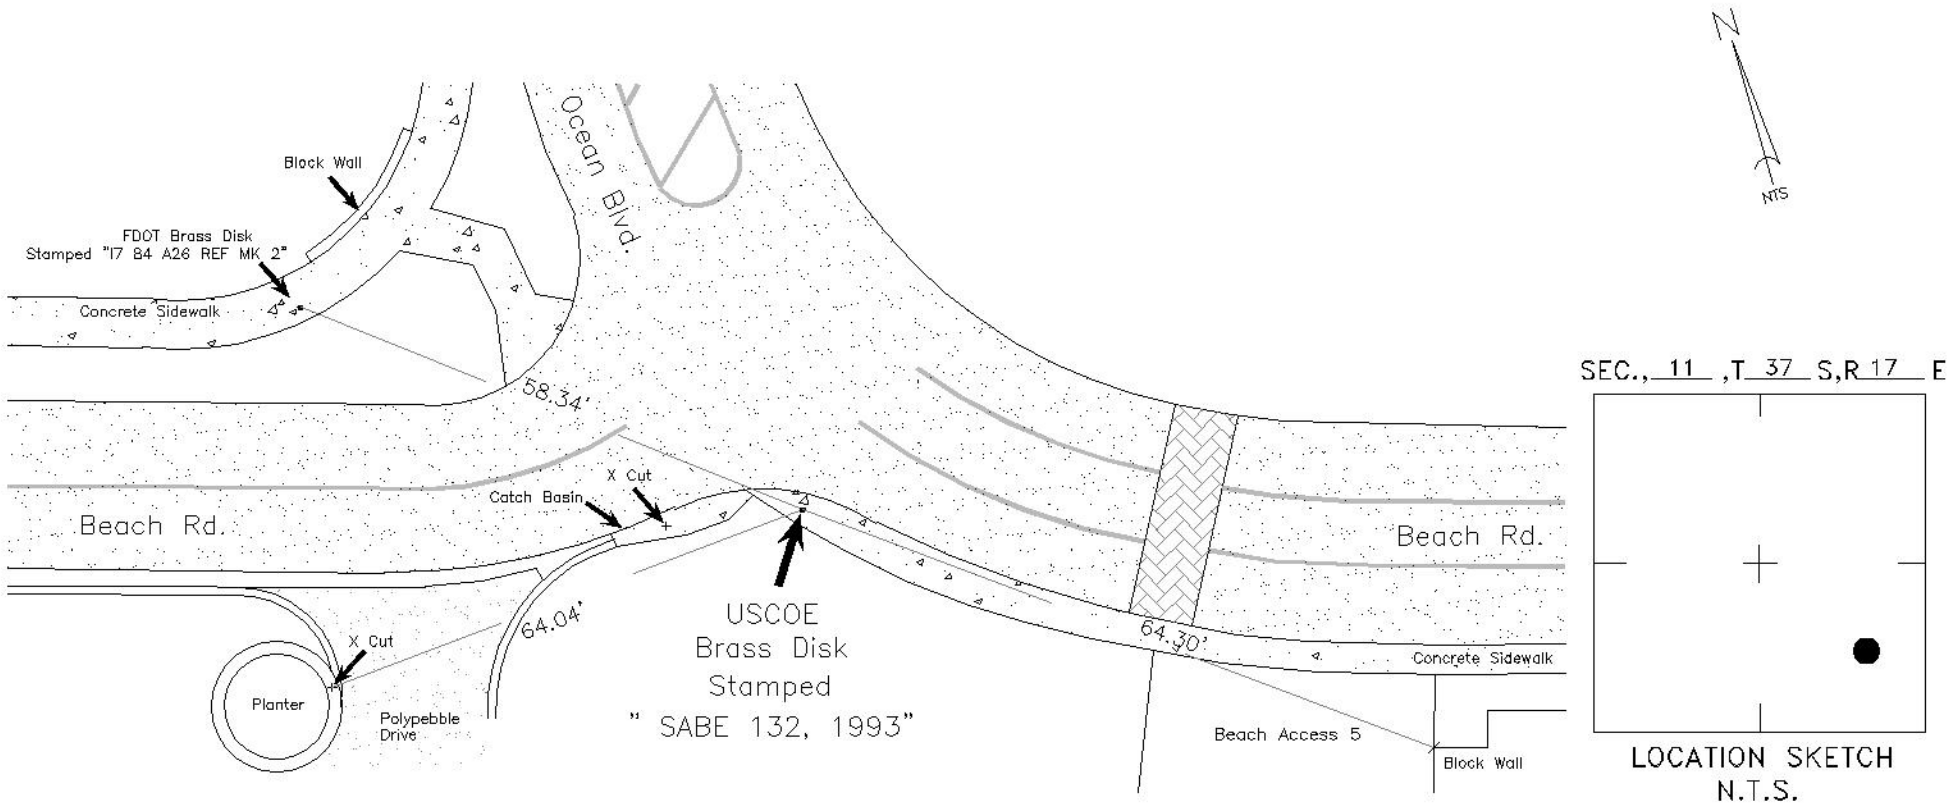 N
NTS
Ocean Blvd.
Block Wall
FDOT Brass Disk
Stamped "17 84 A26 REF MK 2"
Concrete Sidewalk
58.34'
X Cut
Catch Basin
Beach Rd.
Beach Rd.
64.04'
X Cut
Planter
Polypebble
Drive
USCOE
Brass Disk
Stamped
" SABE 132, 1993"
64.30'
Concrete Sidewalk
Beach Access 5
Block Wall
SEC., 11 ,T 37 S,R 17 E
LOCATION SKETCH
N.T.S.